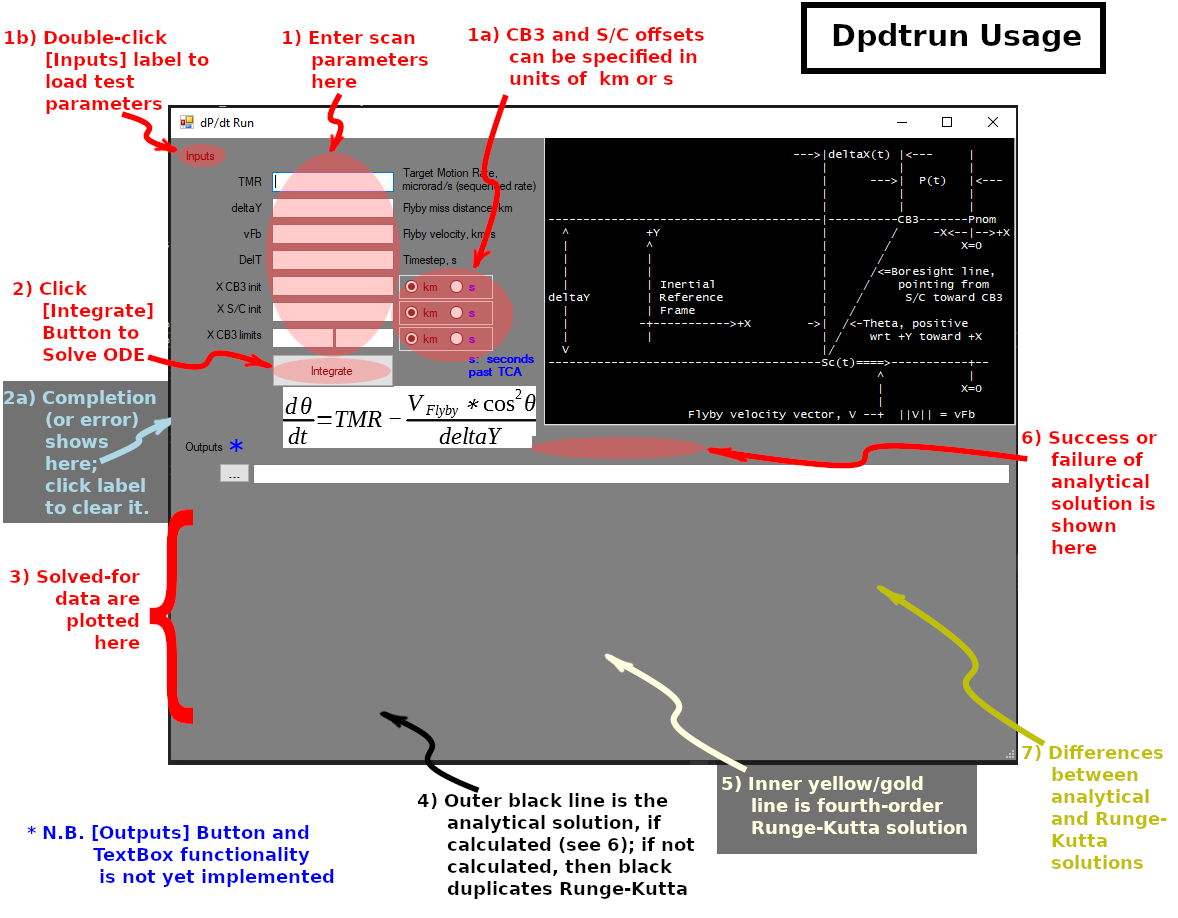 Dpdtrun Usage
1b) Double-click
[Inputs] label to
load test
parameters
1) Enter scan
parameters
here
1a) CB3 and S/C offsets
can be specified in
units of  km or s
dP/dt Run
Inputs
TMR
Target Motion Rate,
microrad/s (sequenced rate)
deltaY
Flyby miss distance, km
vFb
Flyby velocity, km/s
DelT
Timestep, s
X CB3 init
km
s
X S/C init
km
s
X CB3 limits
km
s
s:  seconds
past TCA
Integrate
2) Click
[Integrate]
Button to
Solve ODE
2a) Completion
(or error)
shows
here;
click label
to clear it.
dθ/dt=TMR − V Flyby * cos²θ / deltaY
Outputs *
...
--->|deltaX(t) |<---     |
|          |         |
--->|  P(t)   |<---
|          |         |
|          |         |
---------------------------------------|----------CB3-------Pnom
^           +Y                       |         /     -X<--|-->+X
|           ^                        |        /          X=0
|           |                        |       /
|           |                        |      /<=Boresight line,
|           | Inertial               |     /     pointing from
deltaY        | Reference              |    /      S/C toward CB3
|           | Frame                  |   /
|          -+----------->+X        ->|  /<-Theta, positive
|           |                        | /    wrt +Y toward +X
V                                    |/
---------------------------------------Sc(t)====>------------+--
^            |
|           X=0
Flyby velocity vector, V --+  ||V|| = vFb
6) Success or
failure of
analytical
solution is
shown
here
3) Solved-for
data are
plotted
here
7) Differences
between
analytical
and Runge-
Kutta
solutions
4) Outer black line is the
analytical solution, if
calculated (see 6); if not
calculated, then black
duplicates Runge-Kutta
5) Inner yellow/gold
line is fourth-order
Runge-Kutta solution
* N.B. [Outputs] Button and
TextBox functionality
is not yet implemented